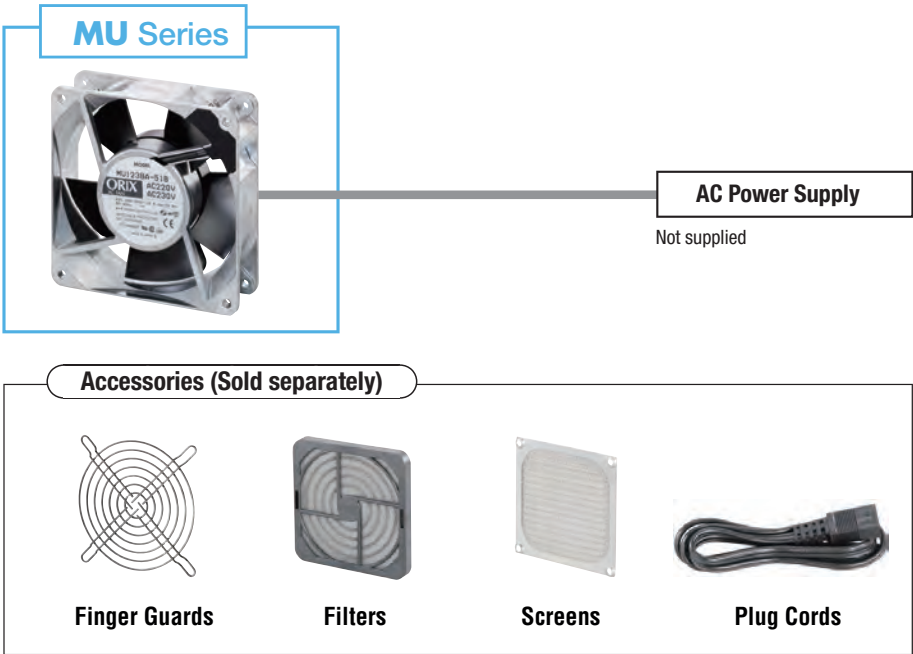 MU Series
MODEL
MU1238A-51B
ORIX
AC220V
AC230V
AC Power Supply
Not supplied
Accessories (Sold separately)
Finger Guards
Filters
Screens
Plug Cords